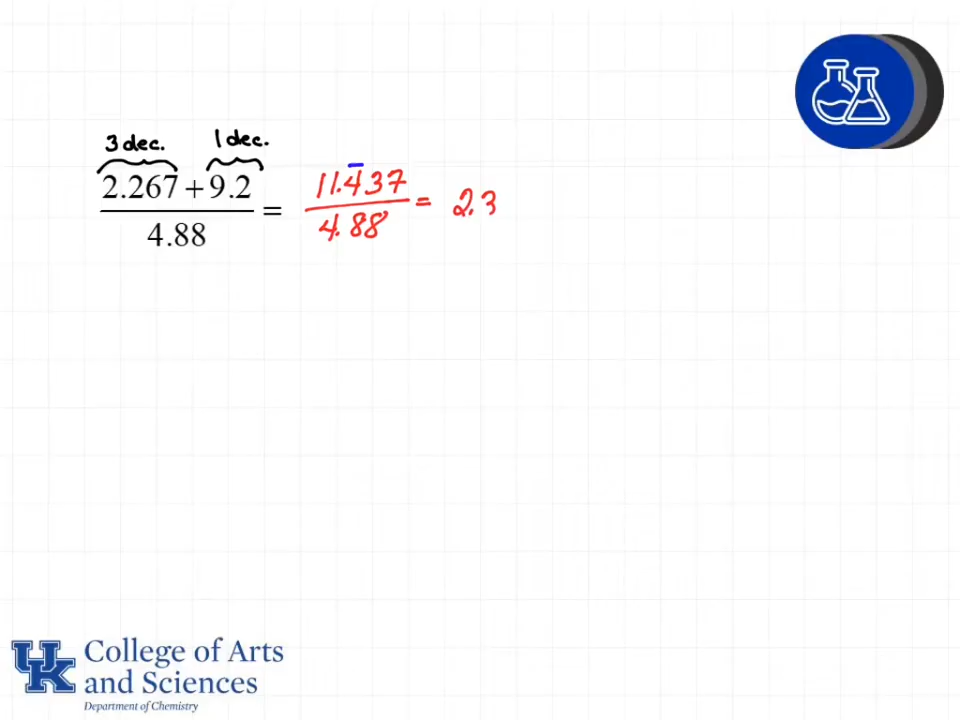 3 dec. 1 dec.
2.267 + 9.2 / 4.88 = 11.437 / 4.88 = 2.3
UK College of Arts
and Sciences
Department of Chemistry